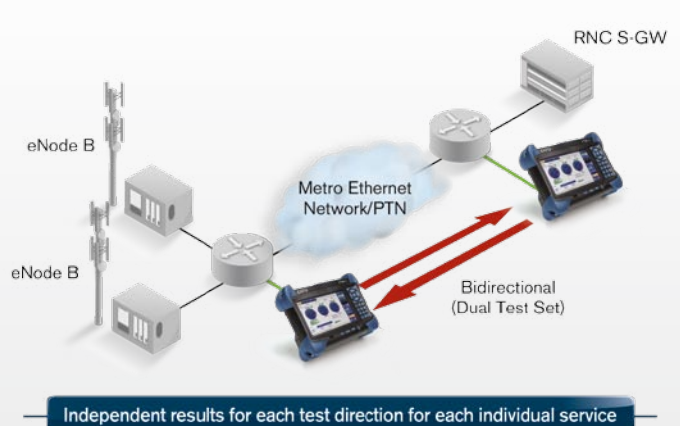 RNC S-GW
eNode B
Metro Ethernet
Network/PTN
eNode B
Bidirectional
(Dual Test Set)
Independent results for each test direction for each individual service